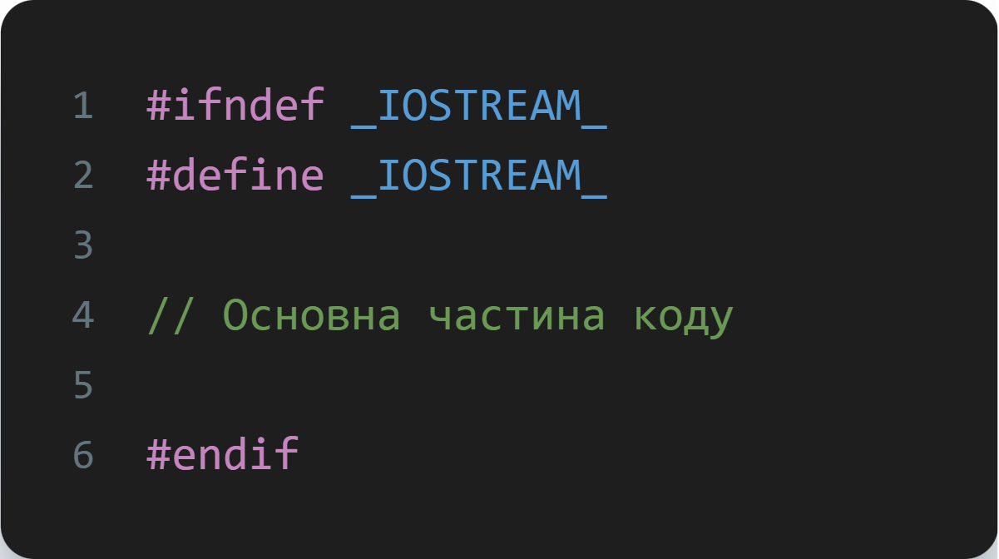 1 #ifndef _IOSTREAM_
2 #define _IOSTREAM_
3
4 // Основна частина коду
5
6 #endif